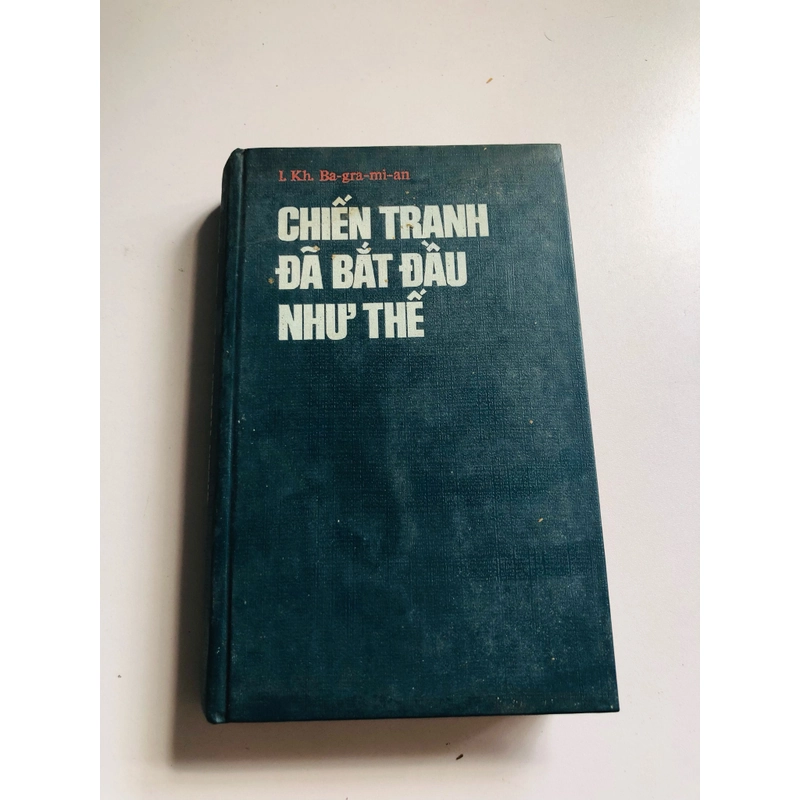 I. Kh. Ba-gra-mi-an
CHIẾN TRANH
ĐÃ BẮT ĐẦU
NHƯ THẾ